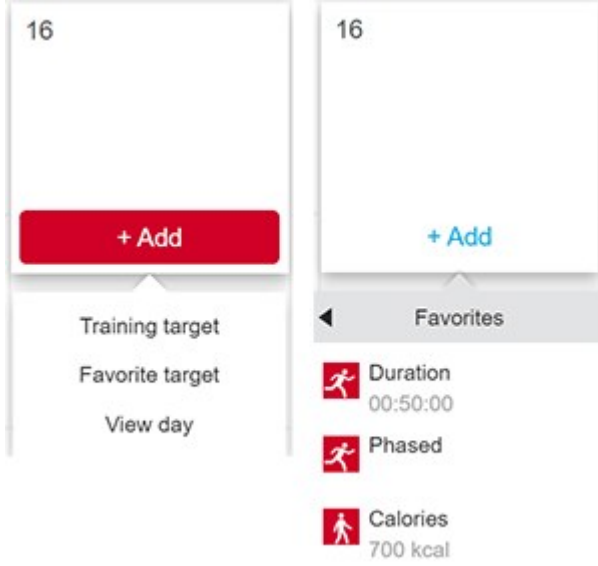 16
+ Add
Training target
Favorite target
View day
16
+ Add
Favorites
Duration
00:50:00
Phased
Calories
700 kcal